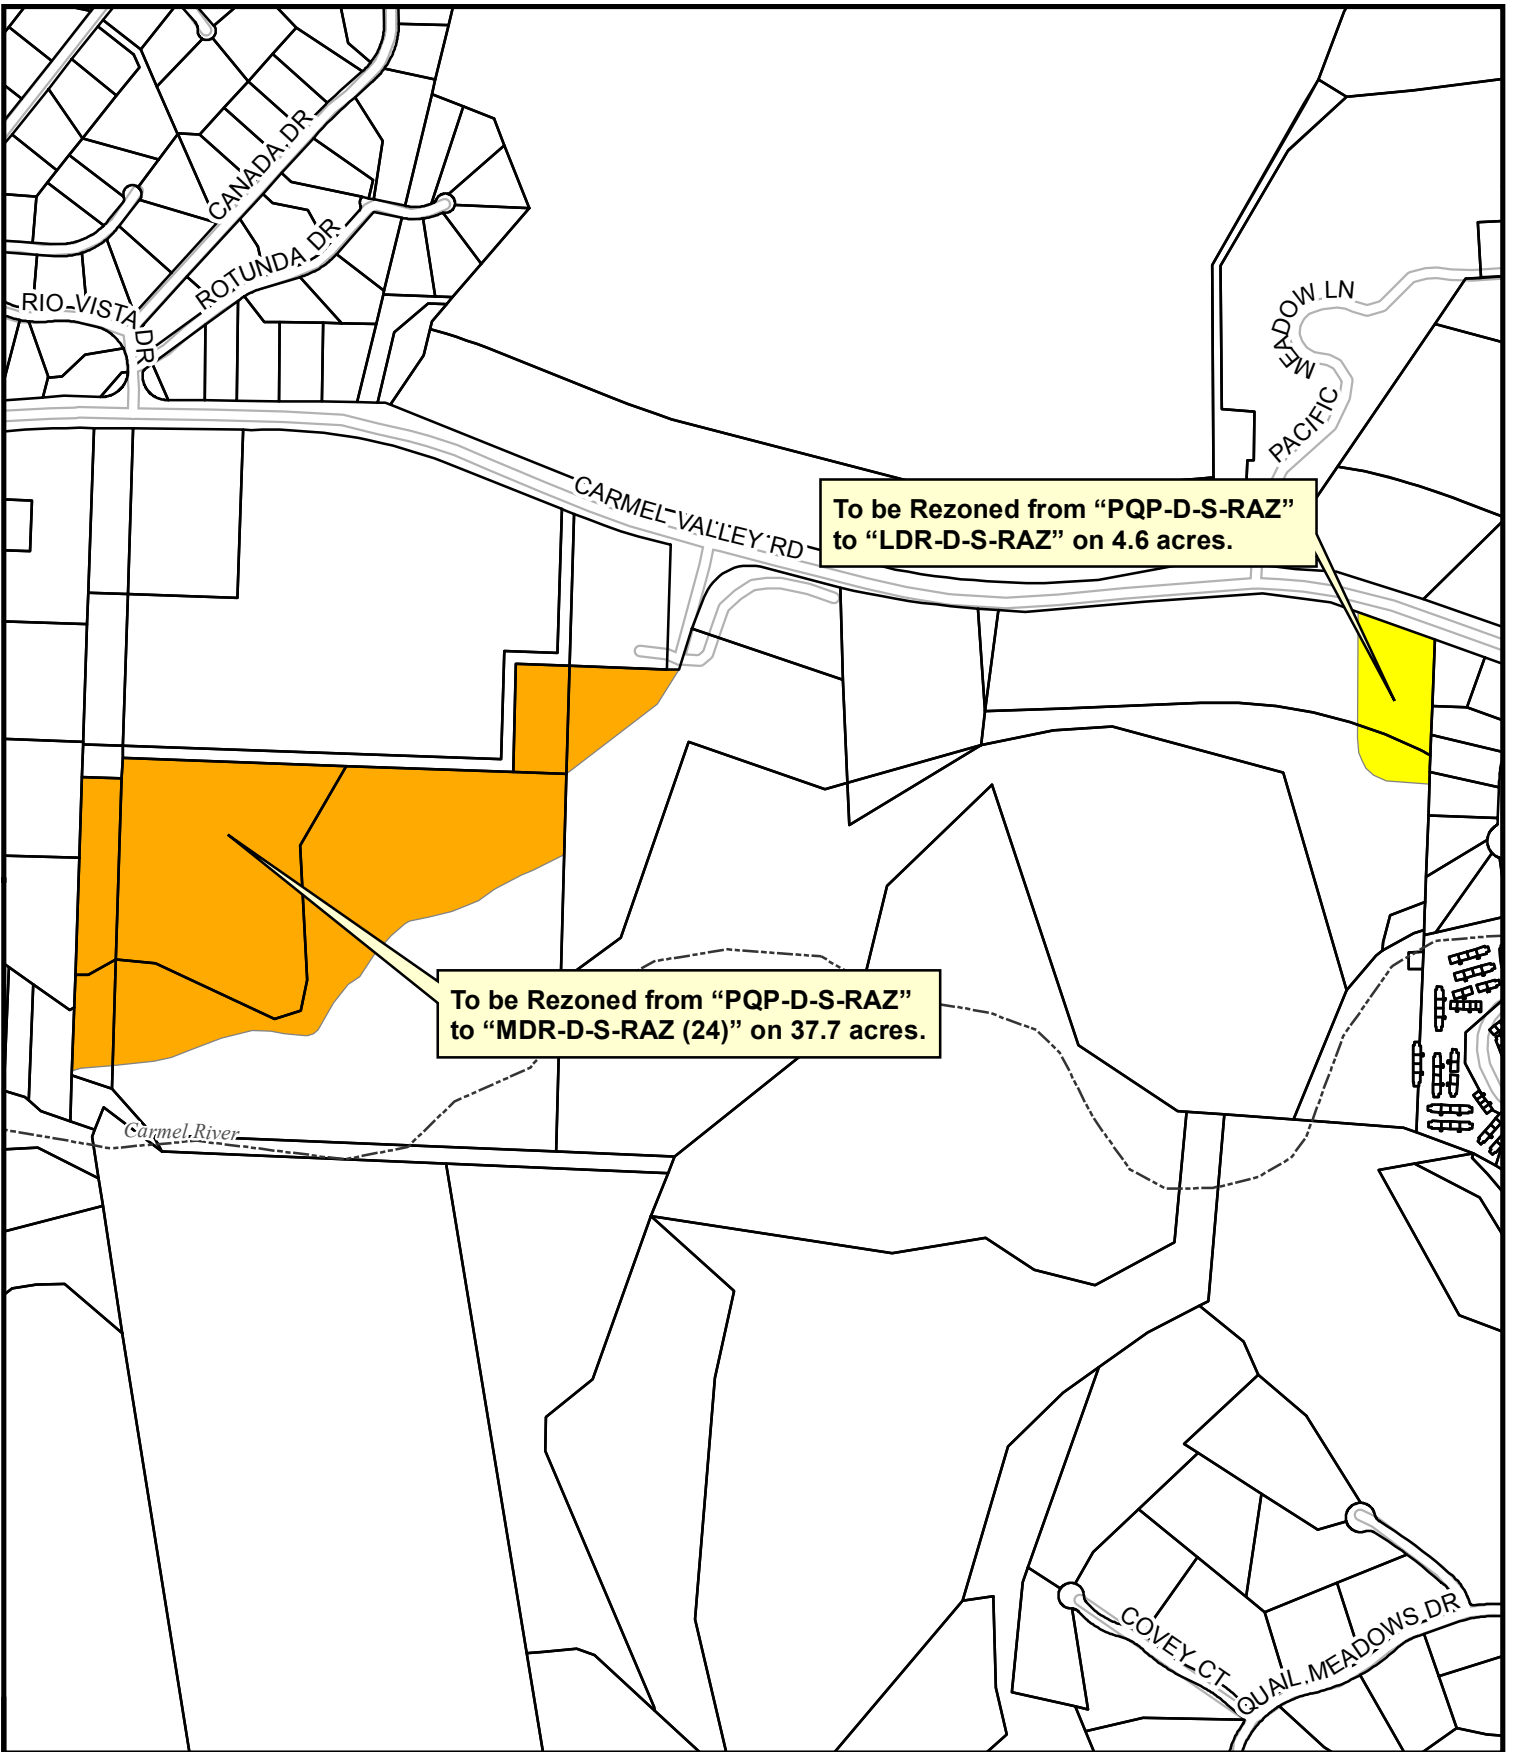 CANADA DR
ROTUNDA DR
RIO VISTA DR
MEADOW LN
PACIFIC
CARMEL VALLEY RD
To be Rezoned from “PQP-D-S-RAZ”
to “LDR-D-S-RAZ” on 4.6 acres.
To be Rezoned from “PQP-D-S-RAZ”
to “MDR-D-S-RAZ (24)” on 37.7 acres.
Carmel River
COVEY CT
QUAIL MEADOWS DR